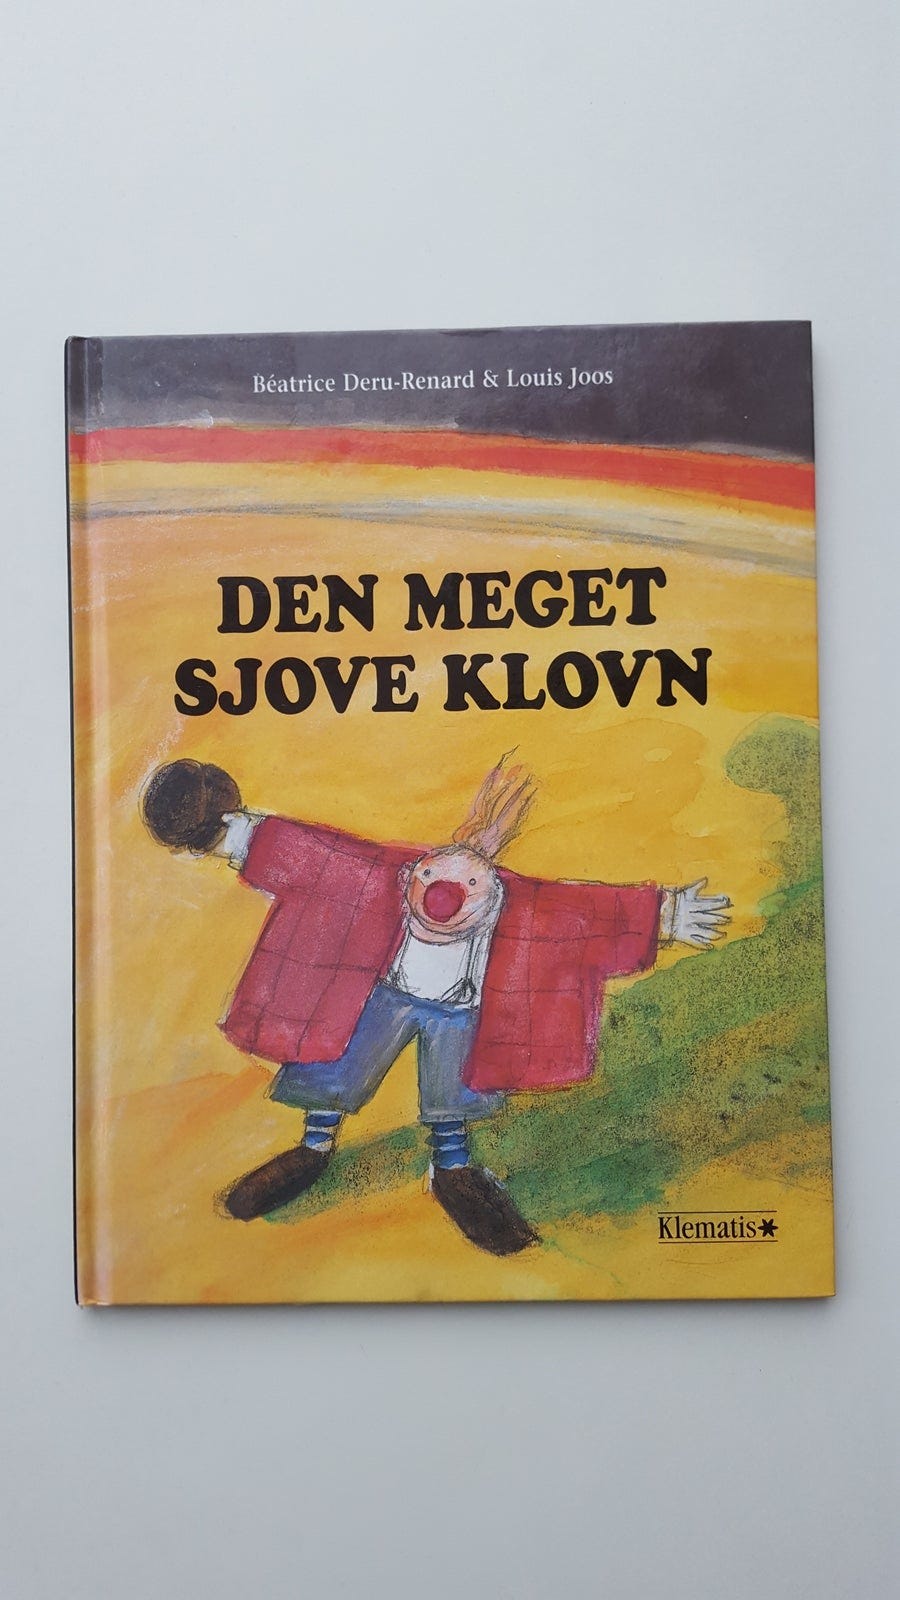 Béatrice Deru-Renard & Louis Joos
DEN MEGET
SJOVE KLOVN
Klematis